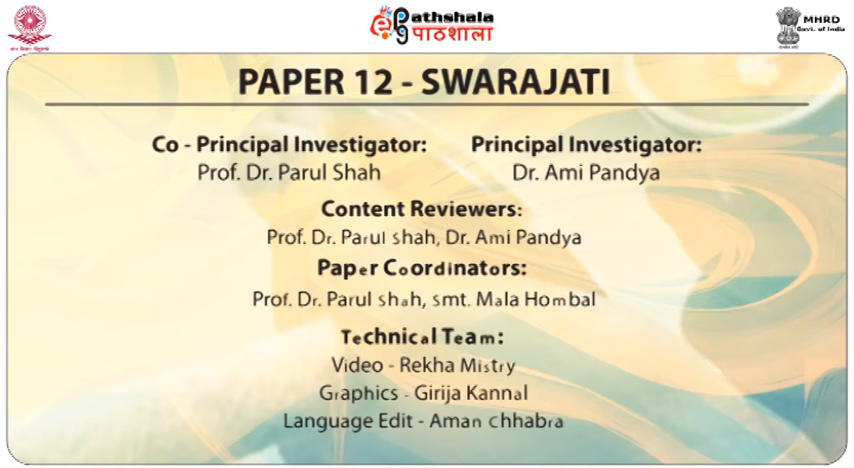 ePathshala
पाठशाला
MHRD
Govt. of India
PAPER 12 - SWARAJATI
Co - Principal Investigator:
Prof. Dr. Parul Shah
Principal Investigator:
Dr. Ami Pandya
Content Reviewers:
Prof. Dr. Parul shah, Dr. Ami Pandya
Paper Coordinators:
Prof. Dr. Parul shah, smt. Mala Hombal
Technical Team:
Video - Rekha Mistry
Graphics - Girija Kannal
Language Edit - Aman Chhabra